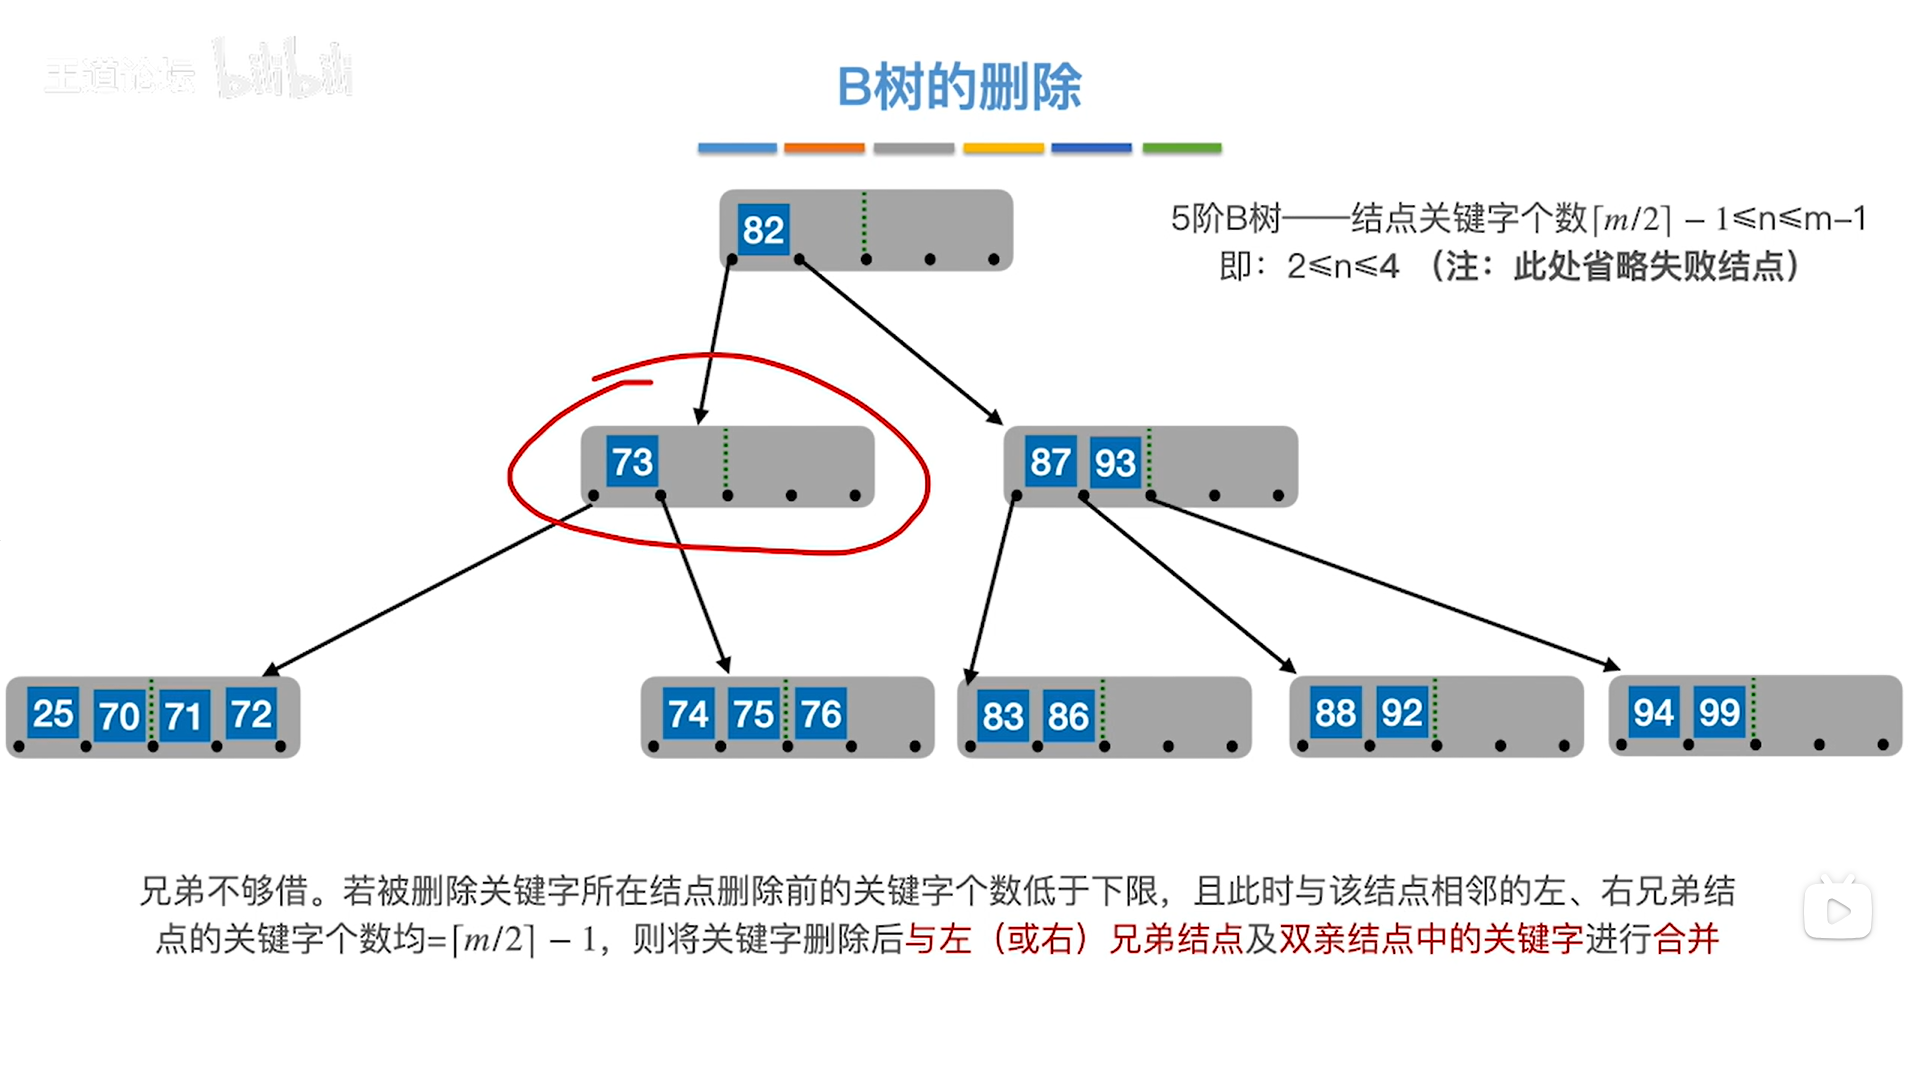 王道论坛 bilibili
B树的删除
82
5阶B树——结点关键字个数⌈m/2⌉ − 1≤n≤m−1
即：2≤n≤4 （注：此处省略失败结点）
73
87 93
25 70 71 72
74 75 76
83 86
88 92
94 99
兄弟不够借。若被删除关键字所在结点删除前的关键字个数低于下限，且此时与该结点相邻的左、右兄弟结
点的关键字个数均=⌈m/2⌉ − 1，则将关键字删除后与左（或右）兄弟结点及双亲结点中的关键字进行合并